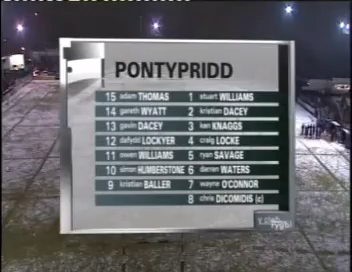 PONTYPRIDD
15 adam THOMAS 1 stuart WILLIAMS
14 gareth WYATT 2 kristian DACEY
13 gavin DACEY 3 ken KNAGGS
12 dafydd LOCKYER 4 craig LOCKE
11 owen WILLIAMS 5 ryan SAVAGE
10 simon HUMBERSTONE 6 darren WATERS
9 kristian BALLER 7 wayne O'CONNOR
8 chris DICOMIDIS (c)